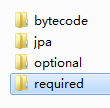 bytecode
jpa
optional
required